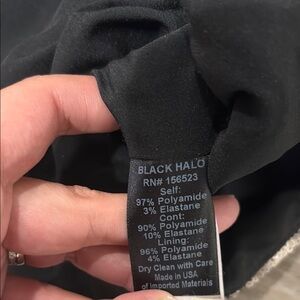 BLACK HALO
RN# 156523
Self:
97% Polyamide
3% Elastane
Cont:
90% Polyamide
10% Elastane
Lining:
96% Polyamide
4% Elastane
Dry Clean with Care
Made in USA
of Imported Materials